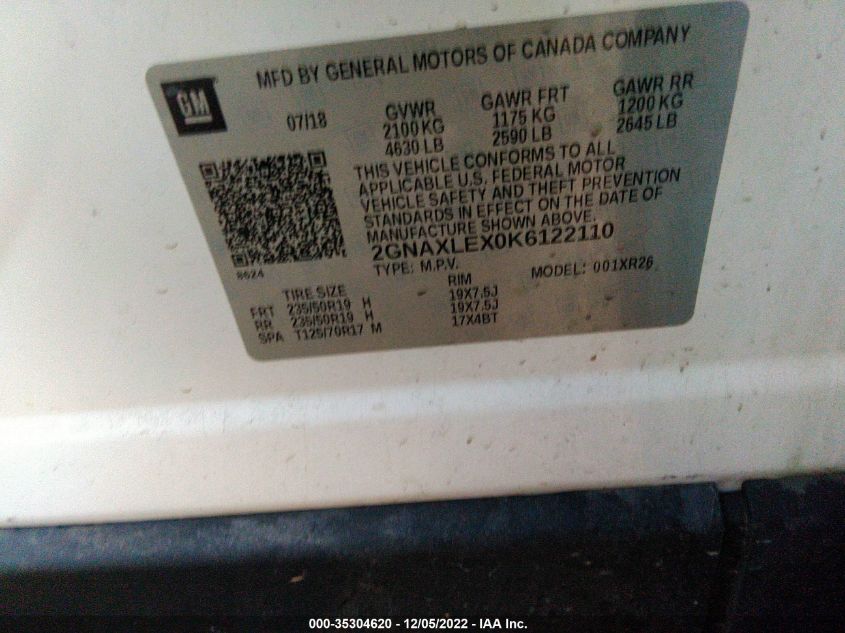 MFD BY GENERAL MOTORS OF CANADA COMPANY
GM
07/18
GVWR
2100 KG
4630 LB
GAWR FRT
1175 KG
2590 LB
GAWR RR
1200 KG
2645 LB
THIS VEHICLE CONFORMS TO ALL
APPLICABLE U.S. FEDERAL MOTOR
VEHICLE SAFETY AND THEFT PREVENTION
STANDARDS IN EFFECT ON THE DATE OF
MANUFACTURE SHOWN ABOVE.
2GNAXLEX0K6122110
TYPE: M.P.V. MODEL: 001XR26
8624
TIRE SIZE RIM
FRT 235/50R19 H 19X7.5J
RR 235/50R19 H 19X7.5J
SPA T125/70R17 M 17X4BT
000-35304620 - 12/05/2022 - IAA Inc.